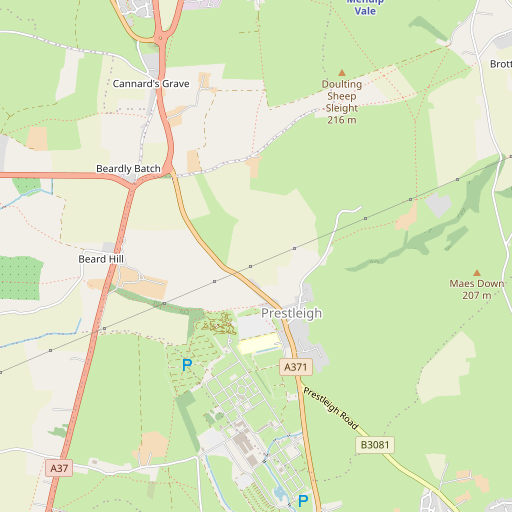 Mendip
Vale
Brott
Cannard's Grave
Doulting
Sheep
Sleight
216 m
Beardly Batch
Beard Hill
Maes Down
207 m
Prestleigh
P
A371
Prestleigh Road
B3081
A37
P